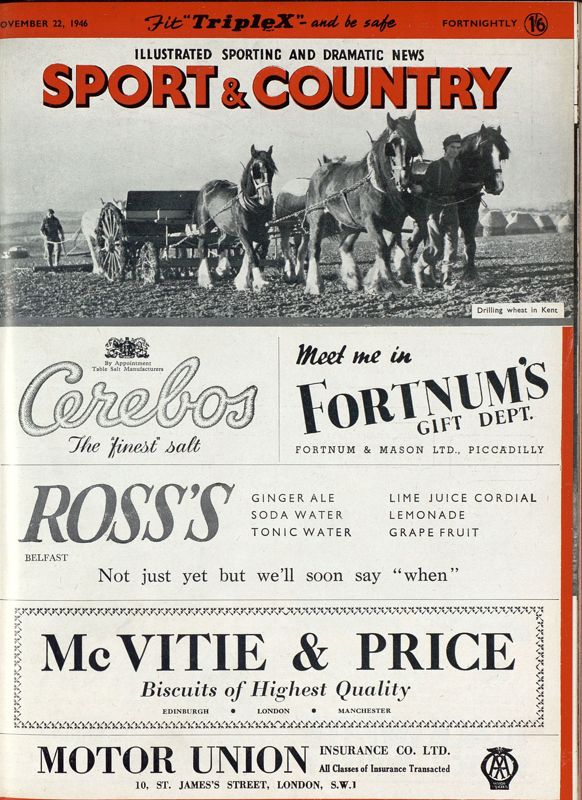 OVEMBER 22, 1946
Fit "TripleX" - and be safe
FORTNIGHTLY 1/6
ILLUSTRATED SPORTING AND DRAMATIC NEWS
SPORT & COUNTRY
Drilling wheat in Kent
By Appointment
Table Salt Manufacturers
Cerebos
The "finest" salt
Meet me in
FORTNUM'S
GIFT DEPT.
FORTNUM & MASON LTD., PICCADILLY
ROSS'S
BELFAST
GINGER ALE
SODA WATER
TONIC WATER
LIME JUICE CORDIAL
LEMONADE
GRAPE FRUIT
Not just yet but we'll soon say "when"
McVITIE & PRICE
Biscuits of Highest Quality
EDINBURGH • LONDON • MANCHESTER
MOTOR UNION INSURANCE CO. LTD.
All Classes of Insurance Transacted
10, ST. JAMES'S STREET, LONDON, S.W.1